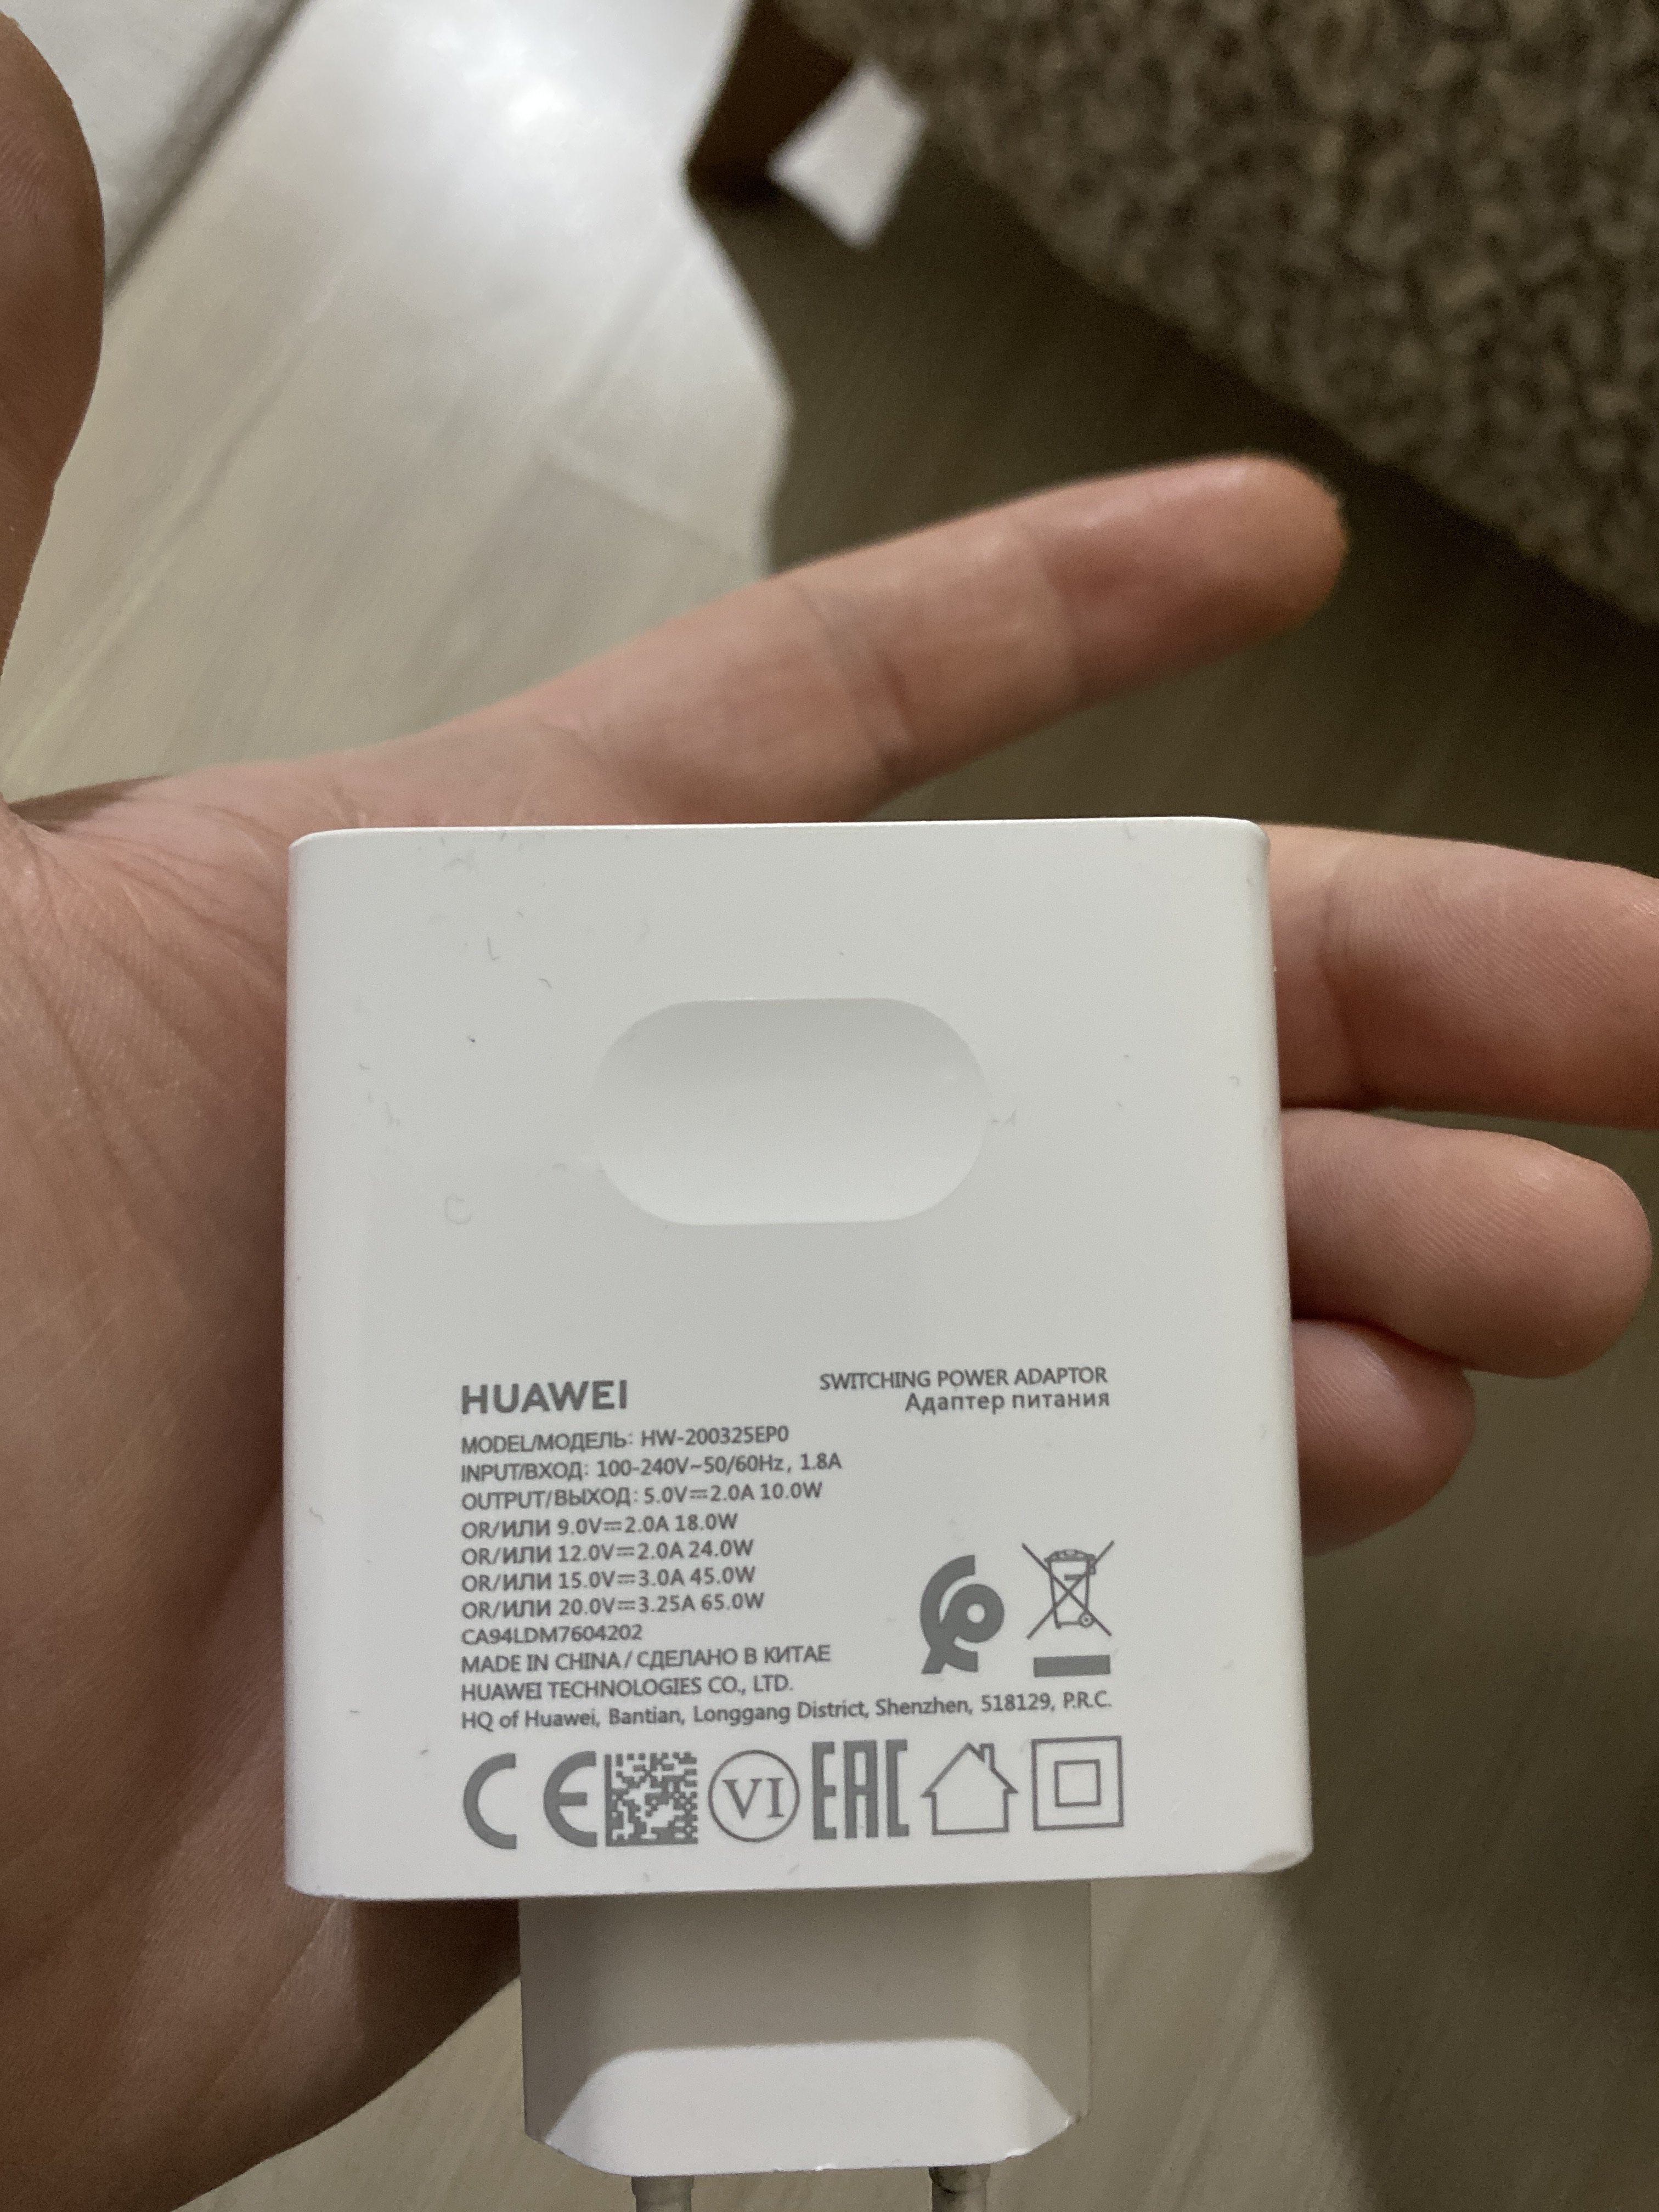 HUAWEI
SWITCHING POWER ADAPTOR
Адаптер питания
MODEL/МОДЕЛЬ: HW-200325EP0
INPUT/ВХОД: 100-240V~50/60Hz, 1.8A
OUTPUT/ВЫХОД: 5.0V⎓2.0A 10.0W
OR/ИЛИ 9.0V⎓2.0A 18.0W
OR/ИЛИ 12.0V⎓2.0A 24.0W
OR/ИЛИ 15.0V⎓3.0A 45.0W
OR/ИЛИ 20.0V⎓3.25A 65.0W
CA94LDM7604202
MADE IN CHINA / СДЕЛАНО В КИТАЕ
HUAWEI TECHNOLOGIES CO., LTD.
HQ of Huawei, Bantian, Longgang District, Shenzhen, 518129, P.R.C.
CE VI EAC